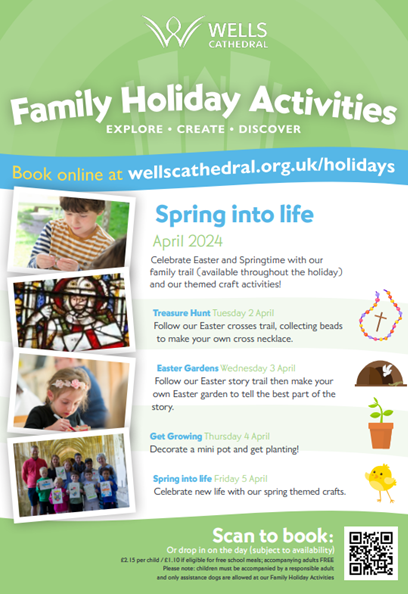 WELLS
CATHEDRAL
Family Holiday Activities
EXPLORE • CREATE • DISCOVER
Book online at wellscathedral.org.uk/holidays
Spring into life
April 2024
Celebrate Easter and Springtime with our
family trail (available throughout the holiday)
and our themed craft activities!
Treasure Hunt Tuesday 2 April
Follow our Easter crosses trail, collecting beads
to make your own cross necklace.
Easter Gardens Wednesday 3 April
Follow our Easter story trail then make your
own Easter garden to tell the best part of the
story.
Get Growing Thursday 4 April
Decorate a mini pot and get planting!
Spring into life Friday 5 April
Celebrate new life with our spring themed crafts.
Scan to book:
Or drop in on the day (subject to availability)
£2.15 per child / £1.10 if eligible for free school meals; accompanying adults FREE
Please note: children must be accompanied by a responsible adult
and only assistance dogs are allowed at our Family Holiday Activities